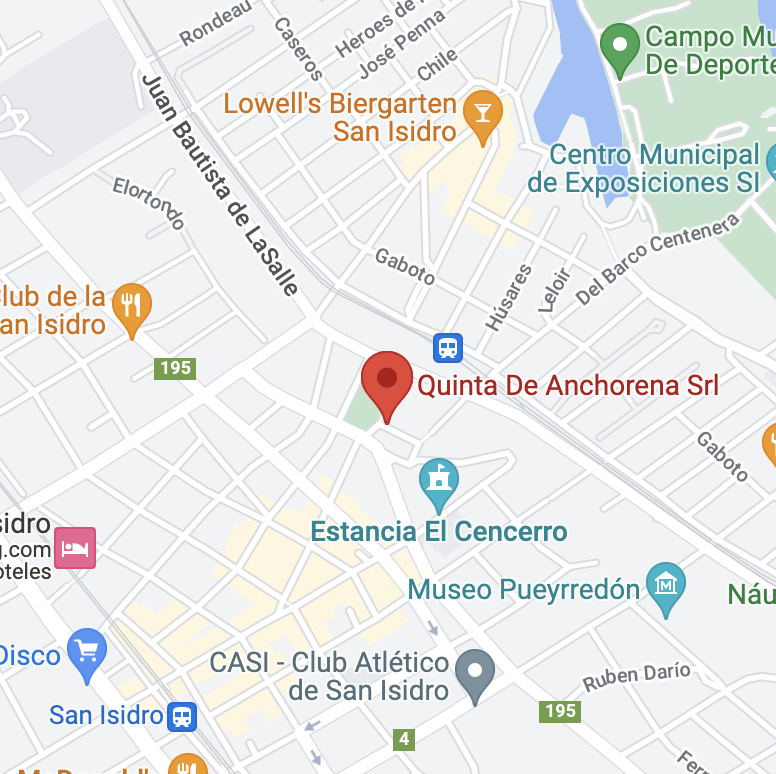 Rondeau
Caseros
Heroes de
José Penna
Chile
Campo Mu
De Deporte
Lowell's Biergarten
San Isidro
Juan Bautista de LaSalle
Centro Municipal
de Exposiciones SI
Elortondo
Gaboto
Del Barco Centenera
Húsares
Leloir
Club de la
an Isidro
195
Quinta De Anchorena Srl
Gaboto
Estancia El Cencerro
sidro
g.com
oteles
Museo Pueyrredón
Náu
Disco
CASI - Club Atlético
de San Isidro
Ruben Darío
San Isidro
195
4
Ferr